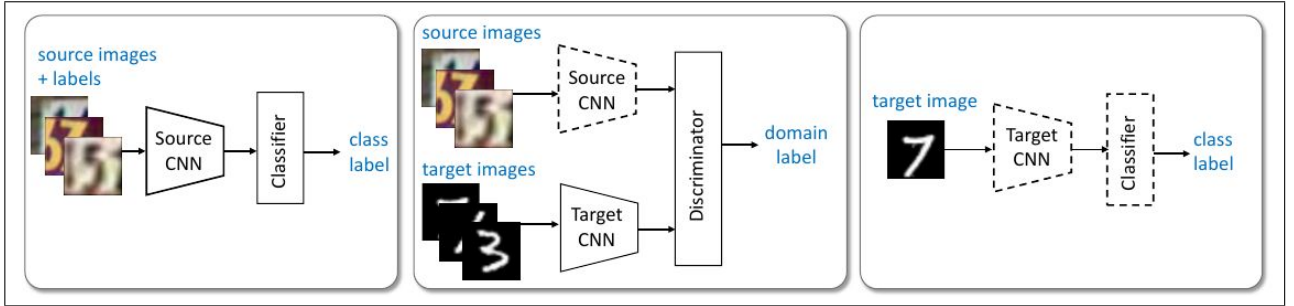 source images
+ labels
Source
CNN
Classifier
class
label
source images
Source
CNN
target images
Target
CNN
Discriminator
domain
label
target image
Target
CNN
Classifier
class
label